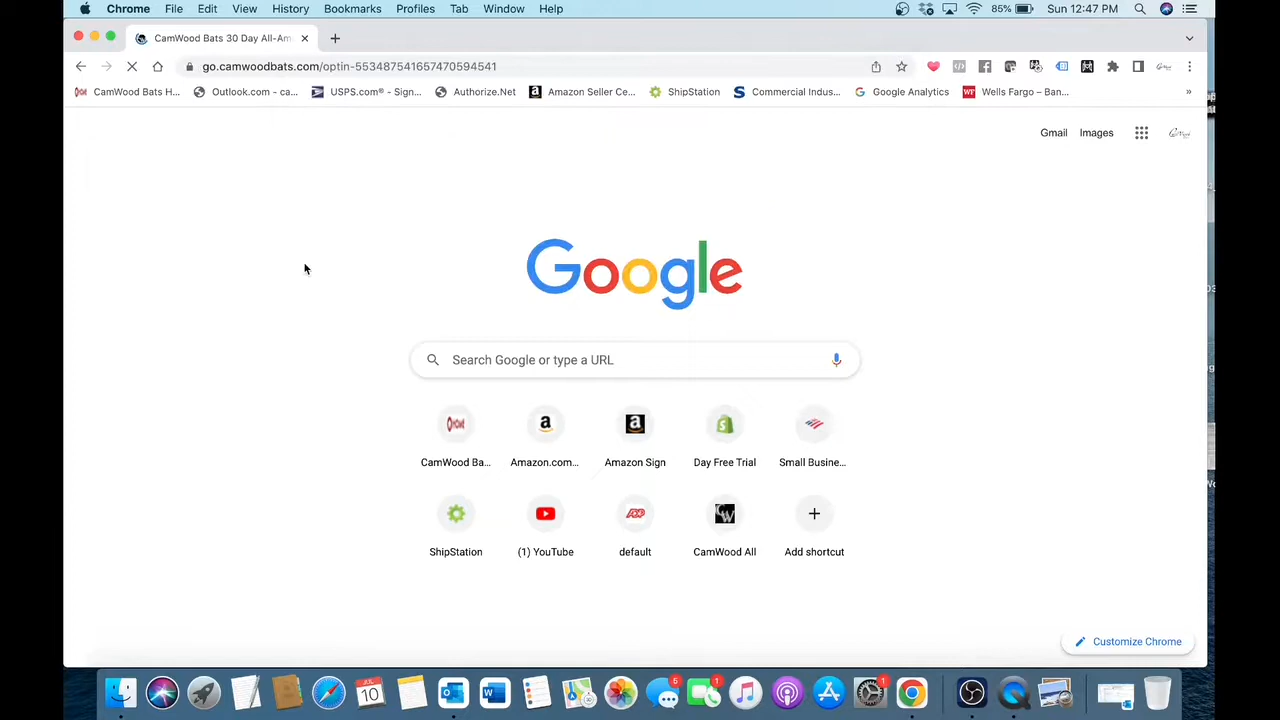 Chrome File Edit View History Bookmarks Profiles Tab Window Help 85% Sun 12:47 PM
CamWood Bats 30 Day All-Am
go.camwoodbats.com/optin-553487541657470594541
CamWood Bats H... Outlook.com - ca... USPS.com® - Sign... Authorize.Net Amazon Seller Ce... ShipStation Commercial Indus... Google Analytics Wells Fargo – Ban... »
Gmail Images
Google
Search Google or type a URL
CamWood Ba... Amazon.com... Amazon Sign Day Free Trial Small Busine...
ShipStation (1) YouTube default CamWood All Add shortcut
Customize Chrome
JUL
10
5 1 1